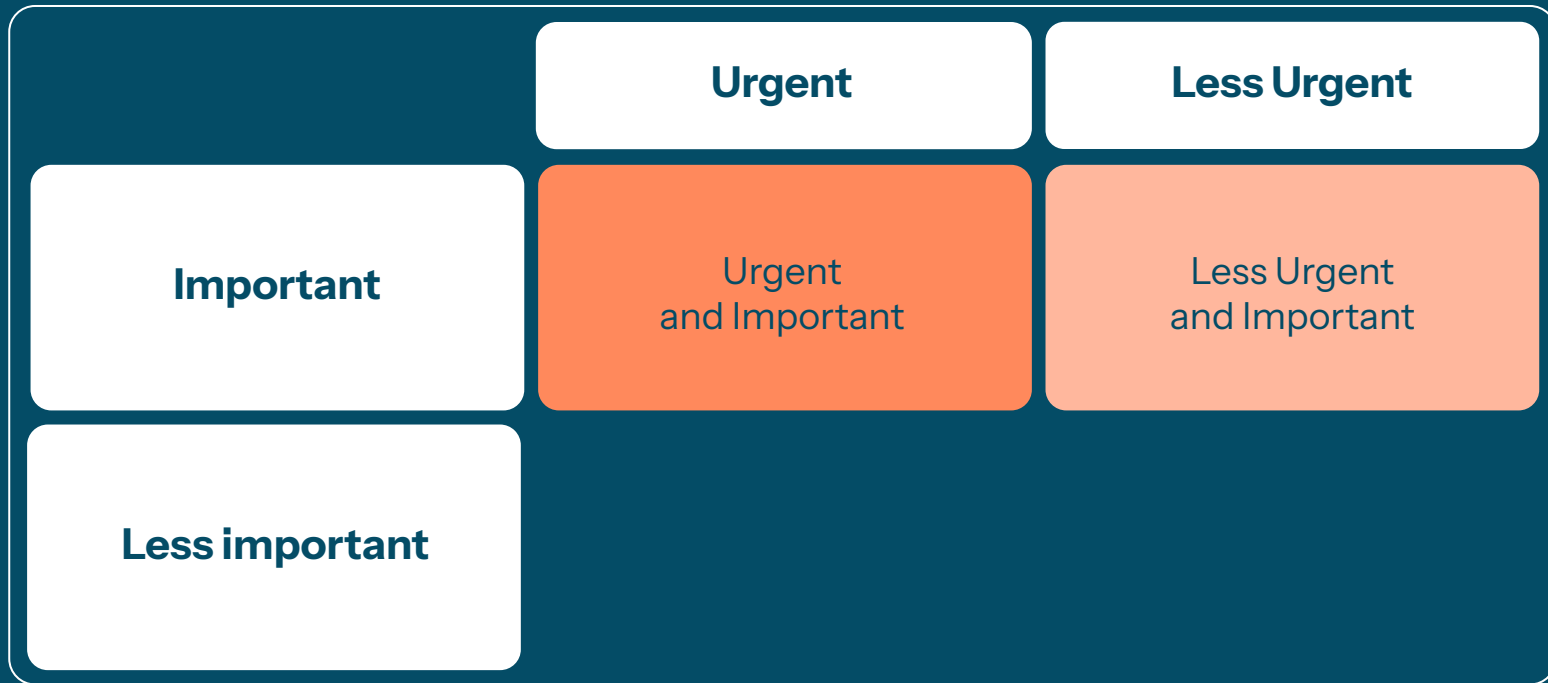 Urgent
Less Urgent
Important
Urgent
and Important
Less Urgent
and Important
Less important